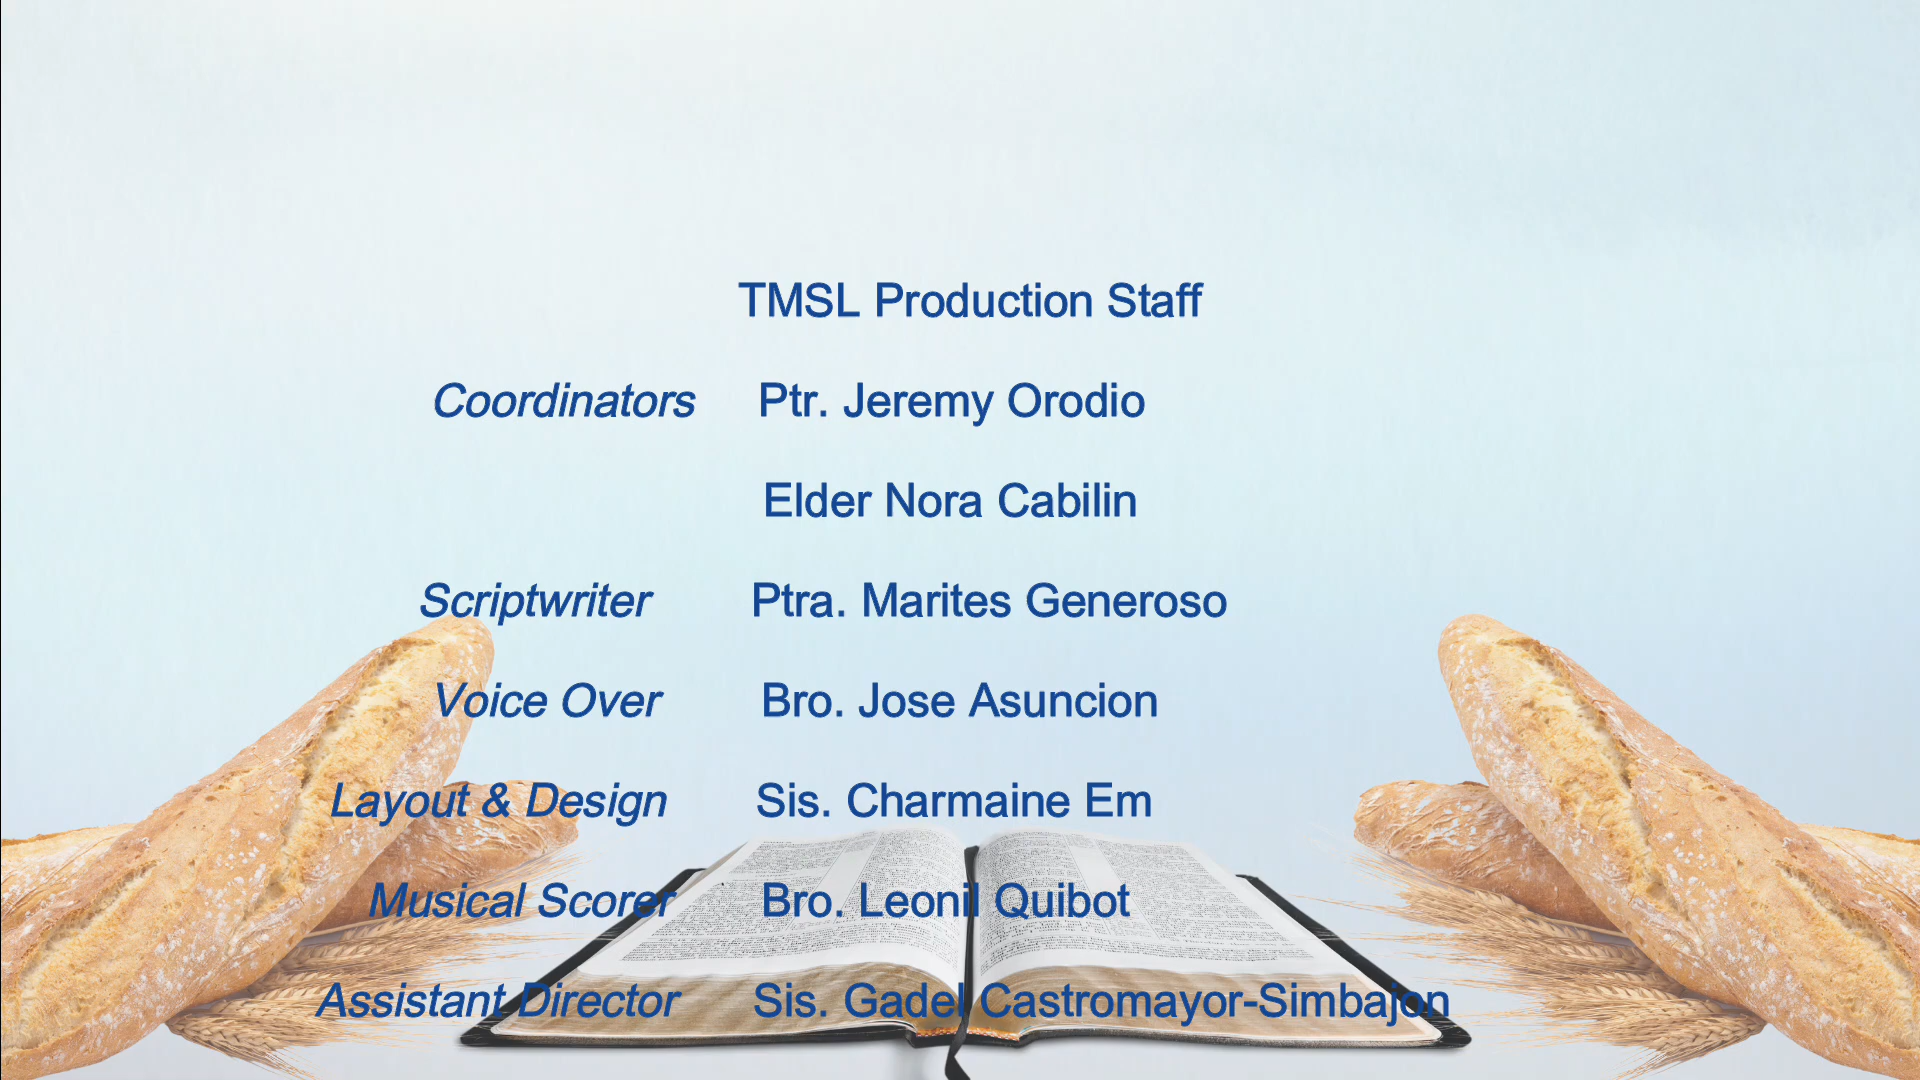 TMSL Production Staff
Coordinators Ptr. Jeremy Orodio
Elder Nora Cabilin
Scriptwriter Ptra. Marites Generoso
Voice Over Bro. Jose Asuncion
Layout & Design Sis. Charmaine Em
Musical Scorer Bro. Leonil Quibot
Assistant Director Sis. Gadel Castromayor-Simbajon